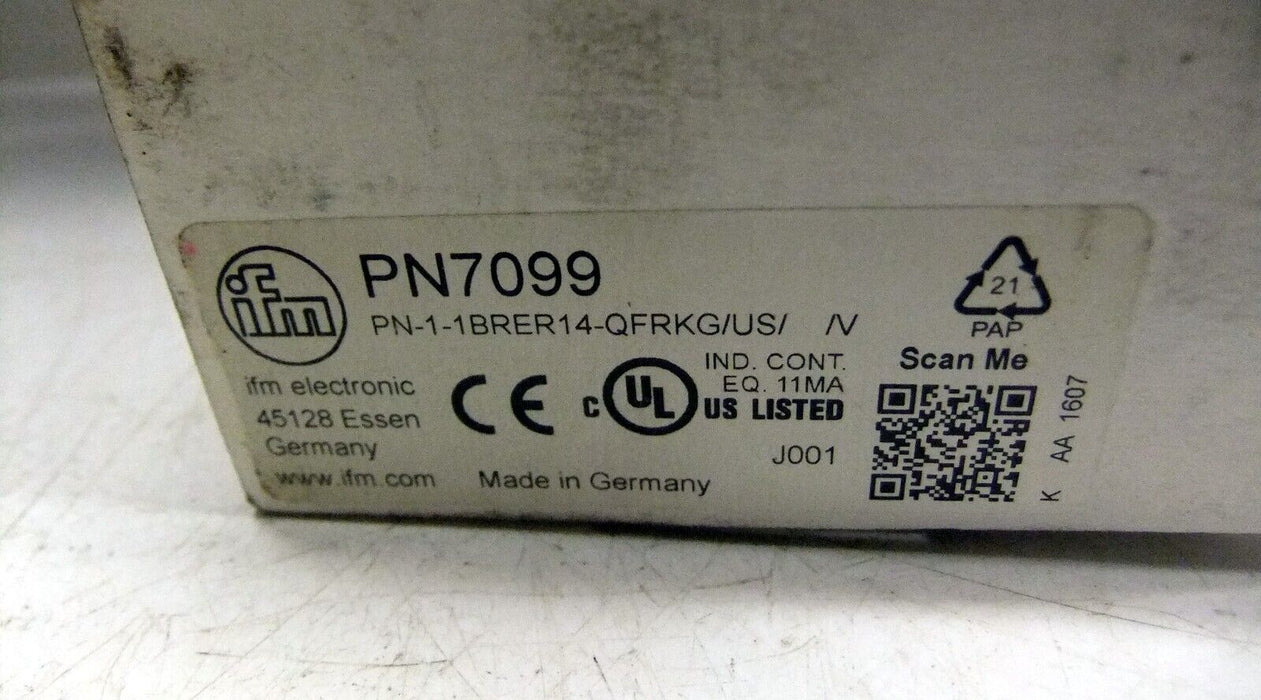 ifm
PN7099
PN-1-1BRER14-QFRKG/US/ /V
ifm electronic
45128 Essen
Germany
www.ifm.com
CE
c UL US LISTED
IND. CONT.
EQ. 11MA
J001
Made in Germany
21
PAP
Scan Me
K AA 1607